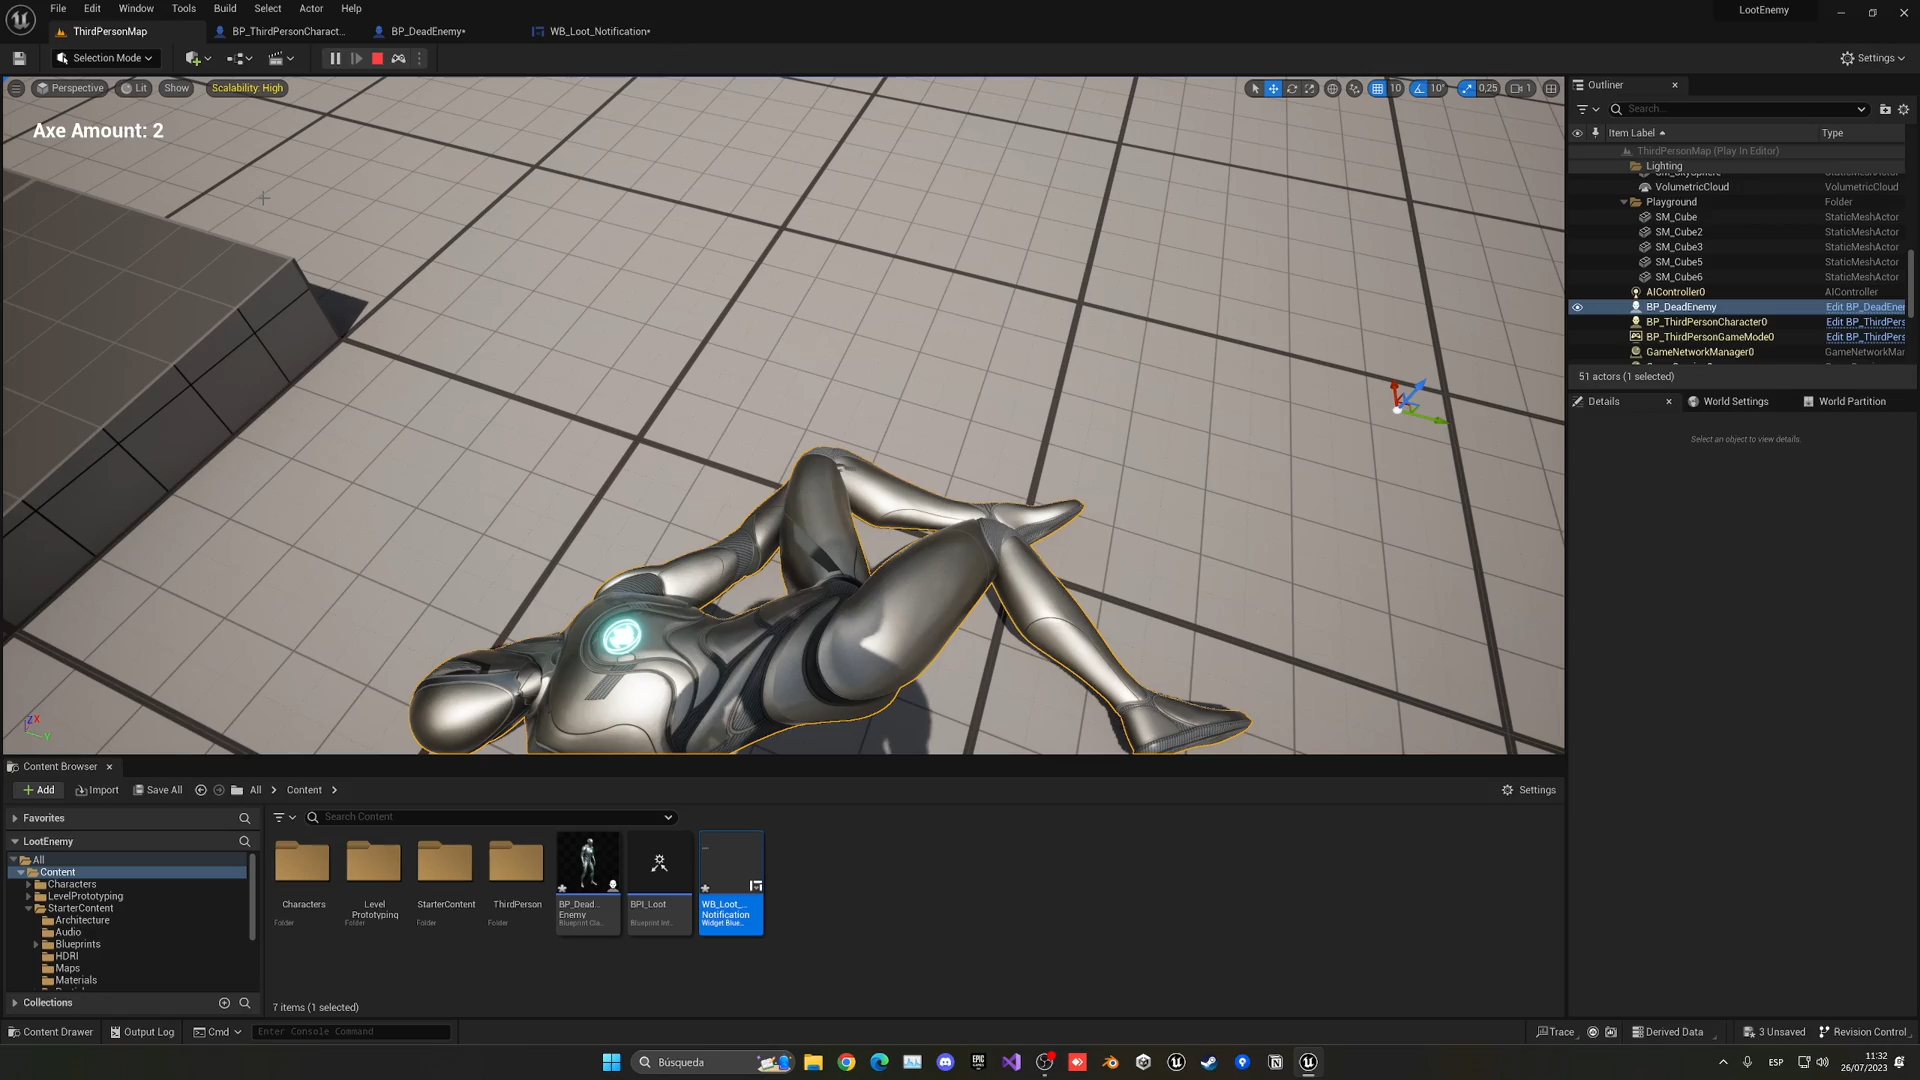 File Edit Window Tools Build Select Actor Help
LootEnemy
ThirdPersonMap
BP_ThirdPersonCharact...
BP_DeadEnemy*
WB_Loot_Notification*
Selection Mode
Settings
Perspective
Lit
Show
Scalability: High
10
10°
0,25
1
Axe Amount: 2
Outliner
Search...
Item Label
Type
ThirdPersonMap (Play In Editor)
Lighting
SM_SkySphere StaticMeshActor
VolumetricCloud VolumetricCloud
Playground Folder
SM_Cube StaticMeshActor
SM_Cube2 StaticMeshActor
SM_Cube3 StaticMeshActor
SM_Cube5 StaticMeshActor
SM_Cube6 StaticMeshActor
AIController0 AIController
BP_DeadEnemy Edit BP_DeadEner
BP_ThirdPersonCharacter0 Edit BP_ThirdPers
BP_ThirdPersonGameMode0 Edit BP_ThirdPers
GameNetworkManager0 GameNetworkMar
51 actors (1 selected)
Details
World Settings
World Partition
Select an object to view details.
Content Browser
Add
Import
Save All
All
Content
Settings
Favorites
Search Content
LootEnemy
All
Content
Characters
LevelPrototyping
StarterContent
Architecture
Audio
Blueprints
HDRI
Maps
Materials
Collections
Characters
Folder
Level
Prototyping
Folder
StarterContent
Folder
ThirdPerson
Folder
BP_Dead...
Enemy
Blueprint Cla...
BPI_Loot
Blueprint Int...
WB_Loot_...
Notification
Widget Blue...
7 items (1 selected)
Content Drawer
Output Log
Cmd
Enter Console Command
Trace
Derived Data
3 Unsaved
Revision Control
Búsqueda
EPIC
GAMES
ESP
11:32
26/07/2023